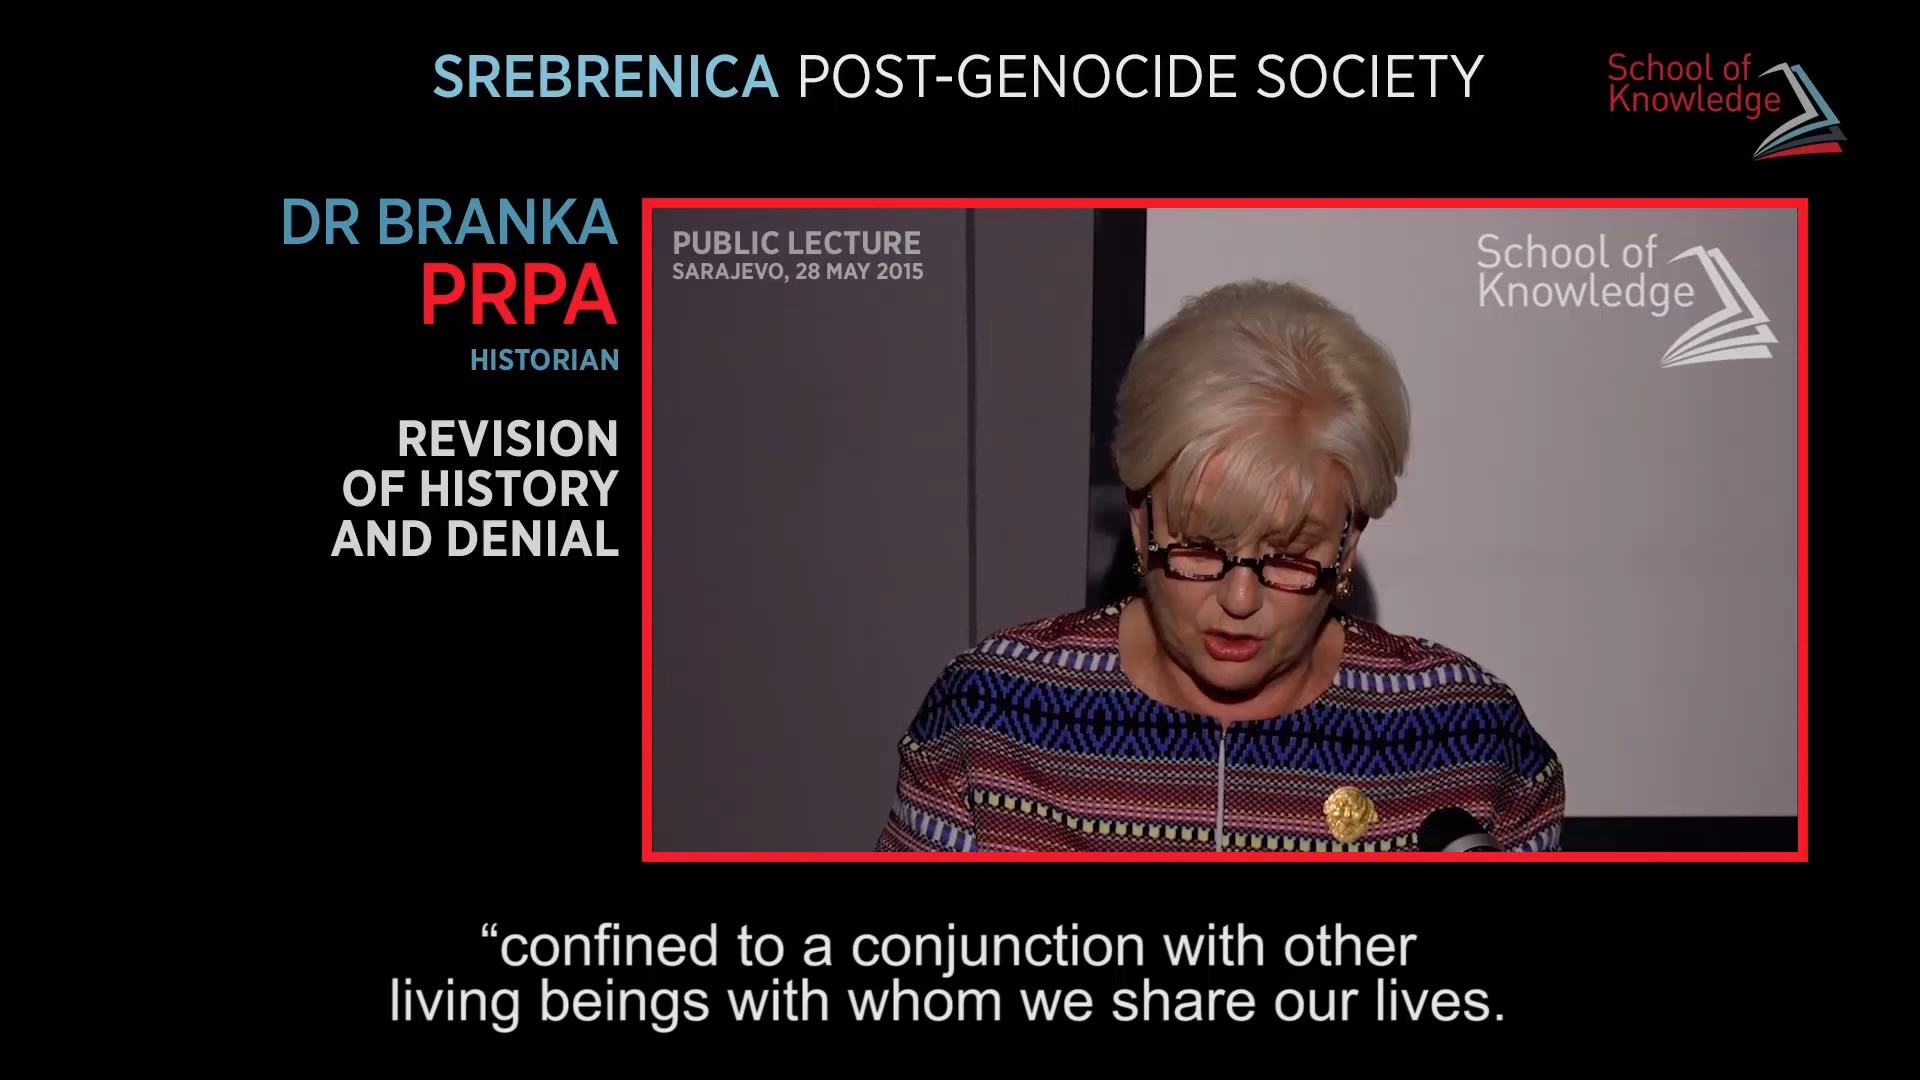 SREBRENICA POST-GENOCIDE SOCIETY
School of
Knowledge
DR BRANKA
PRPA
HISTORIAN
REVISION
OF HISTORY
AND DENIAL
PUBLIC LECTURE
SARAJEVO, 28 MAY 2015
School of
Knowledge
“confined to a conjunction with other
living beings with whom we share our lives.